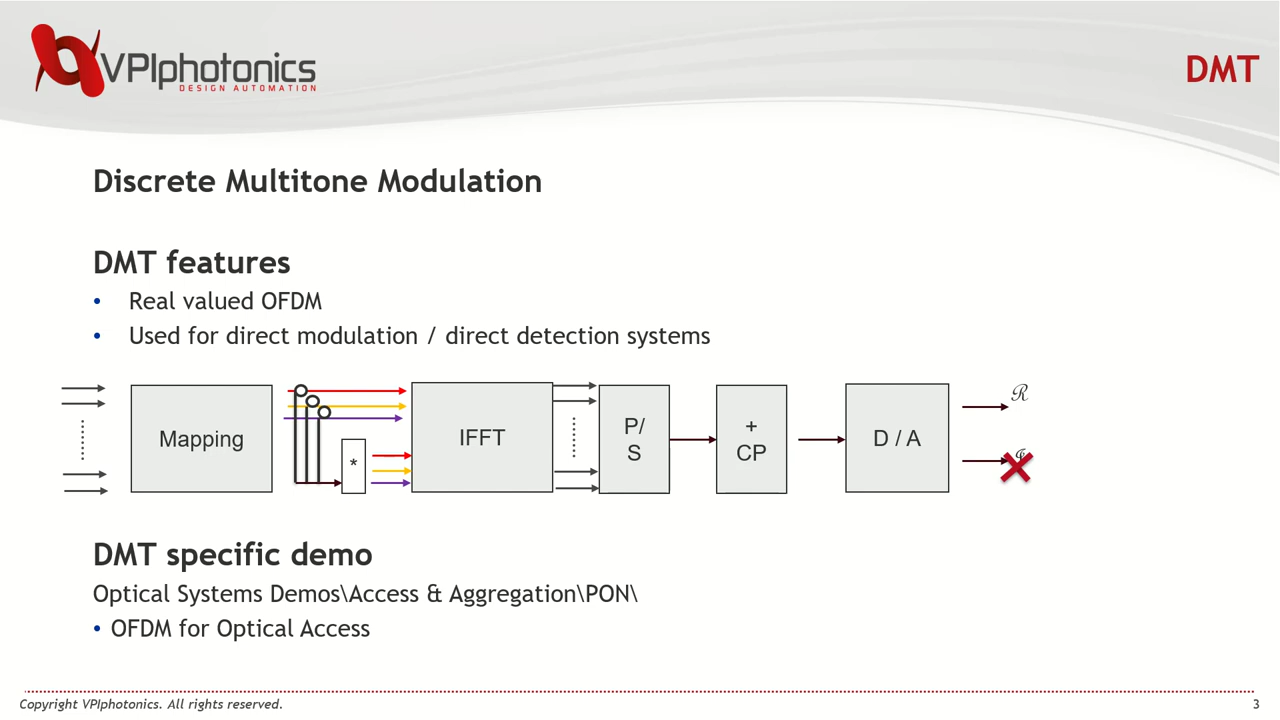 VPIphotonics
DESIGN AUTOMATION
DMT
Discrete Multitone Modulation
DMT features
• Real valued OFDM
• Used for direct modulation / direct detection systems
Mapping
*
IFFT
P/
S
+
CP
D / A
ℛ
DMT specific demo
Optical Systems Demos\Access & Aggregation\PON\
• OFDM for Optical Access
Copyright VPIphotonics. All rights reserved.
3